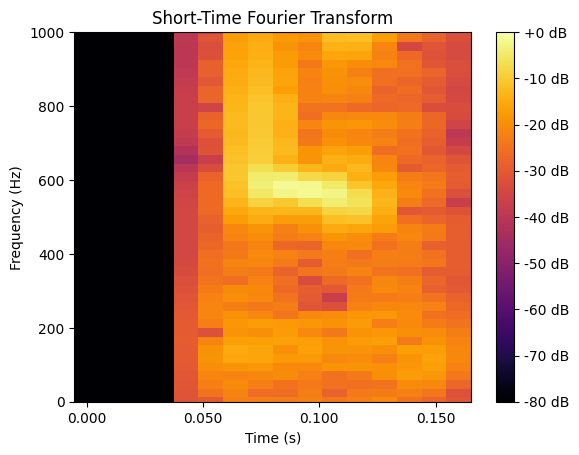 Short-Time Fourier Transform
Frequency (Hz)
1000
800
600
400
200
0
0.000
0.050
0.100
0.150
Time (s)
+0 dB
-10 dB
-20 dB
-30 dB
-40 dB
-50 dB
-60 dB
-70 dB
-80 dB